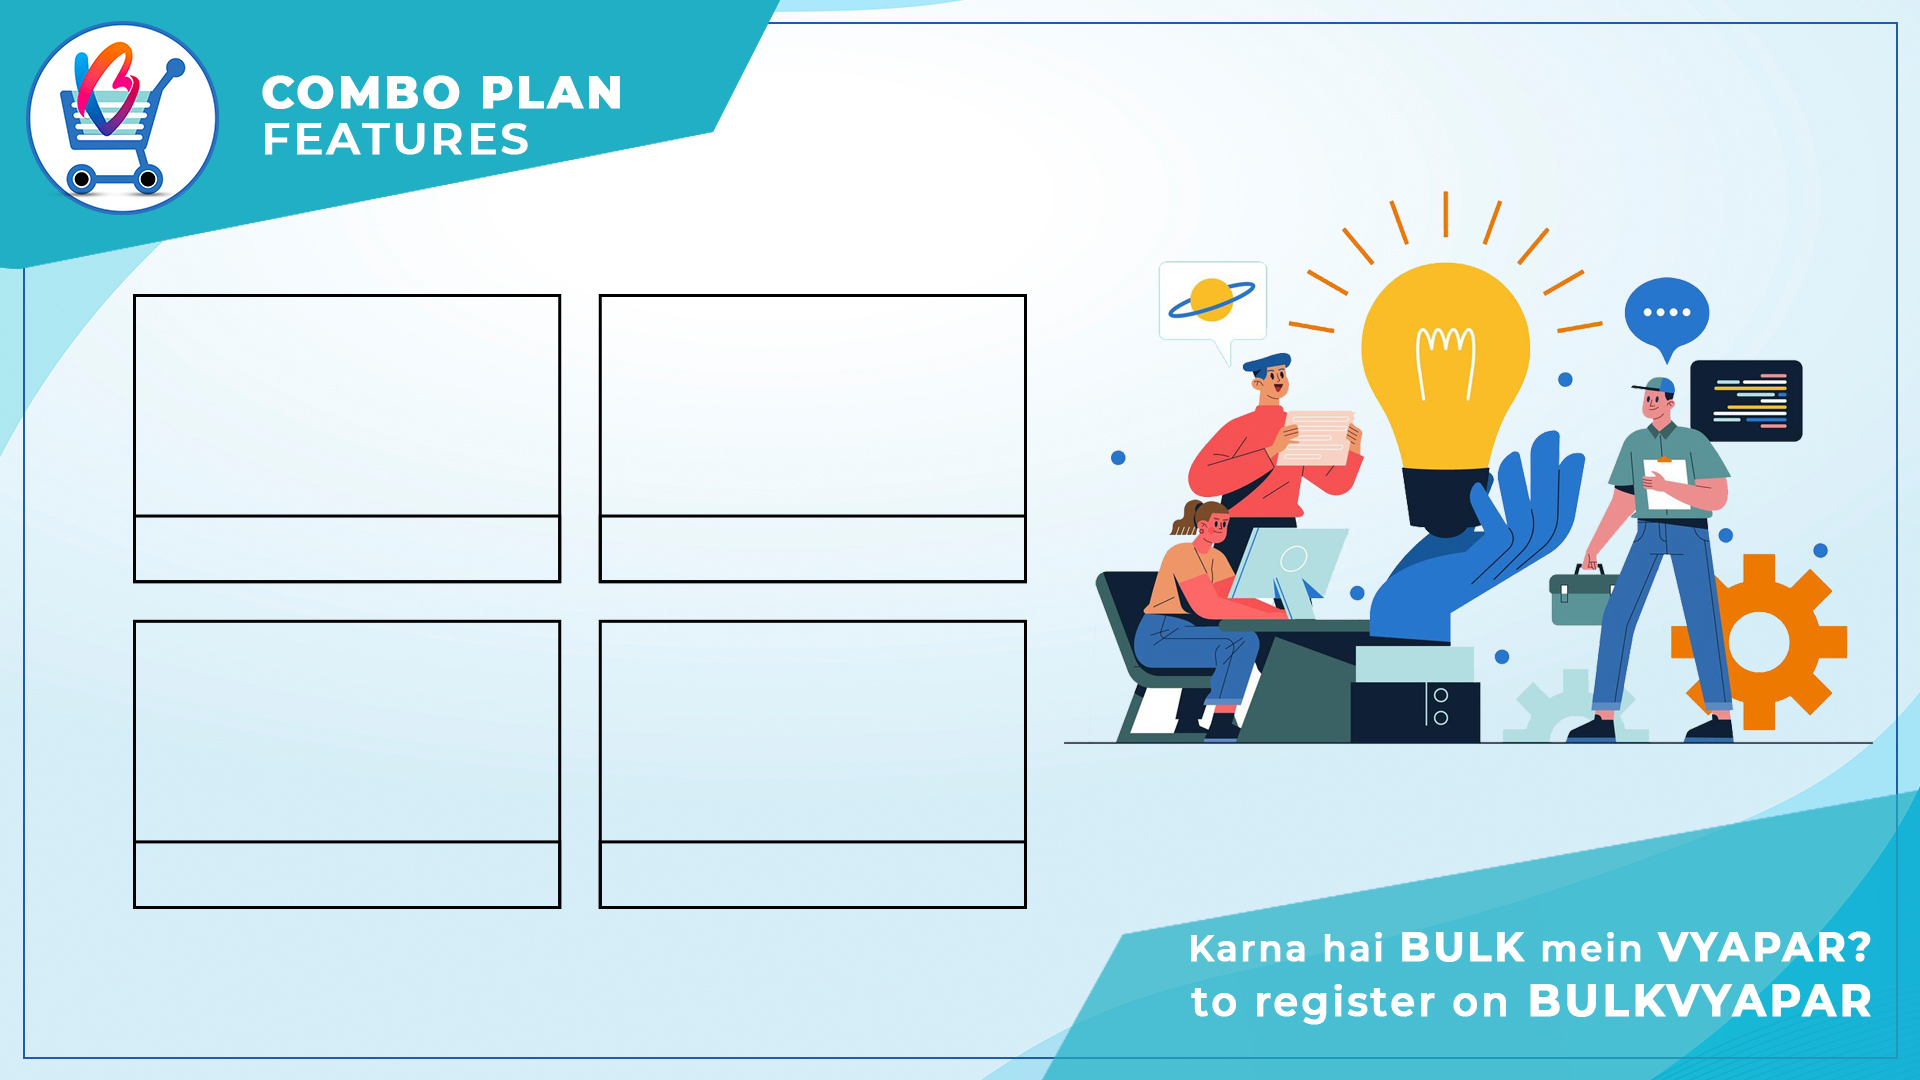 COMBO PLAN
FEATURES
Karna hai BULK mein VYAPAR?
to register on BULKVYAPAR